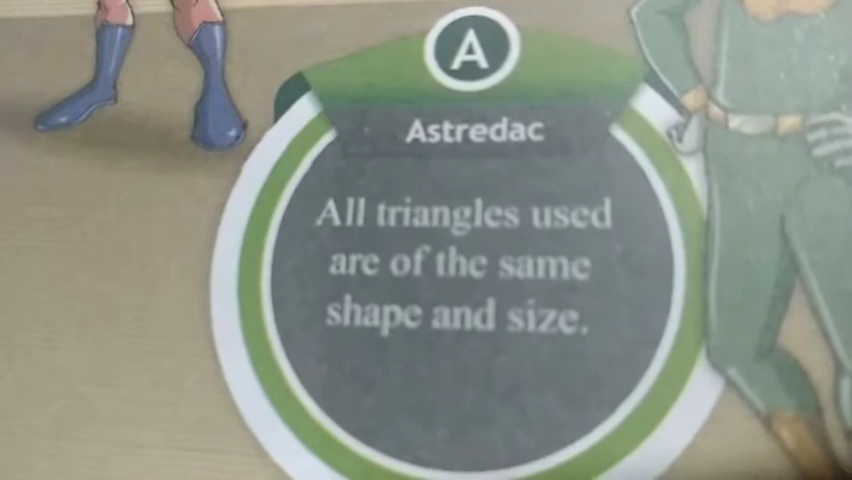 A
Astredac
All triangles used
are of the same
shape and size.